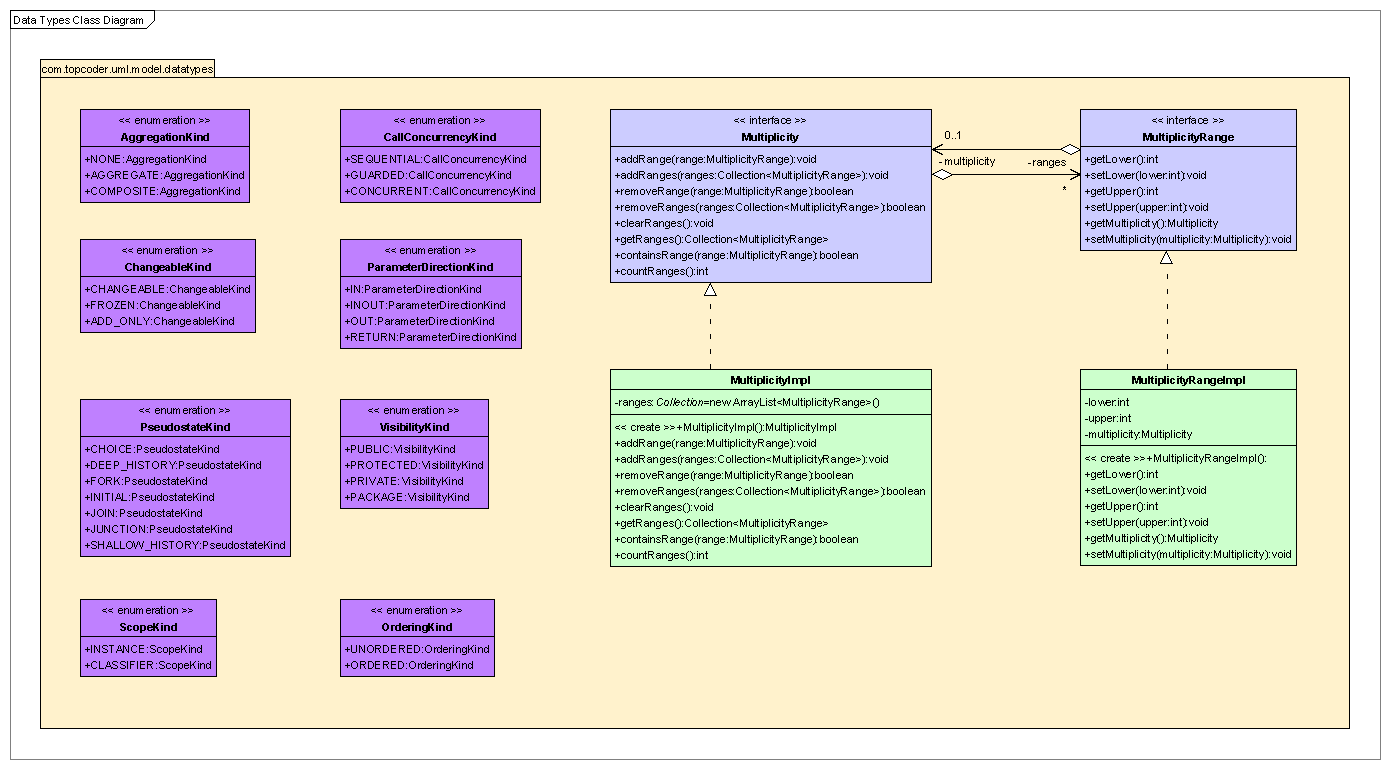 Data Types Class Diagram
com.topcoder.uml.model.datatypes
<< enumeration >>
AggregationKind
+NONE:AggregationKind
+AGGREGATE:AggregationKind
+COMPOSITE:AggregationKind
<< enumeration >>
CallConcurrencyKind
+SEQUENTIAL:CallConcurrencyKind
+GUARDED:CallConcurrencyKind
+CONCURRENT:CallConcurrencyKind
<< interface >>
Multiplicity
+addRange(range:MultiplicityRange):void
+addRanges(ranges:Collection<MultiplicityRange>):void
+removeRange(range:MultiplicityRange):boolean
+removeRanges(ranges:Collection<MultiplicityRange>):boolean
+clearRanges():void
+getRanges():Collection<MultiplicityRange>
+containsRange(range:MultiplicityRange):boolean
+countRanges():int
0..1
-multiplicity
-ranges
*
<< interface >>
MultiplicityRange
+getLower():int
+setLower(lower:int):void
+getUpper():int
+setUpper(upper:int):void
+getMultiplicity():Multiplicity
+setMultiplicity(multiplicity:Multiplicity):void
<< enumeration >>
ChangeableKind
+CHANGEABLE:ChangeableKind
+FROZEN:ChangeableKind
+ADD_ONLY:ChangeableKind
<< enumeration >>
ParameterDirectionKind
+IN:ParameterDirectionKind
+INOUT:ParameterDirectionKind
+OUT:ParameterDirectionKind
+RETURN:ParameterDirectionKind
<< enumeration >>
PseudostateKind
+CHOICE:PseudostateKind
+DEEP_HISTORY:PseudostateKind
+FORK:PseudostateKind
+INITIAL:PseudostateKind
+JOIN:PseudostateKind
+JUNCTION:PseudostateKind
+SHALLOW_HISTORY:PseudostateKind
<< enumeration >>
VisibilityKind
+PUBLIC:VisibilityKind
+PROTECTED:VisibilityKind
+PRIVATE:VisibilityKind
+PACKAGE:VisibilityKind
MultiplicityImpl
-ranges:Collection=new ArrayList<MultiplicityRange>()
<< create >>+MultiplicityImpl():MultiplicityImpl
+addRange(range:MultiplicityRange):void
+addRanges(ranges:Collection<MultiplicityRange>):void
+removeRange(range:MultiplicityRange):boolean
+removeRanges(ranges:Collection<MultiplicityRange>):boolean
+clearRanges():void
+getRanges():Collection<MultiplicityRange>
+containsRange(range:MultiplicityRange):boolean
+countRanges():int
MultiplicityRangeImpl
-lower:int
-upper:int
-multiplicity:Multiplicity
<< create >>+MultiplicityRangeImpl():
+getLower():int
+setLower(lower:int):void
+getUpper():int
+setUpper(upper:int):void
+getMultiplicity():Multiplicity
+setMultiplicity(multiplicity:Multiplicity):void
<< enumeration >>
ScopeKind
+INSTANCE:ScopeKind
+CLASSIFIER:ScopeKind
<< enumeration >>
OrderingKind
+UNORDERED:OrderingKind
+ORDERED:OrderingKind